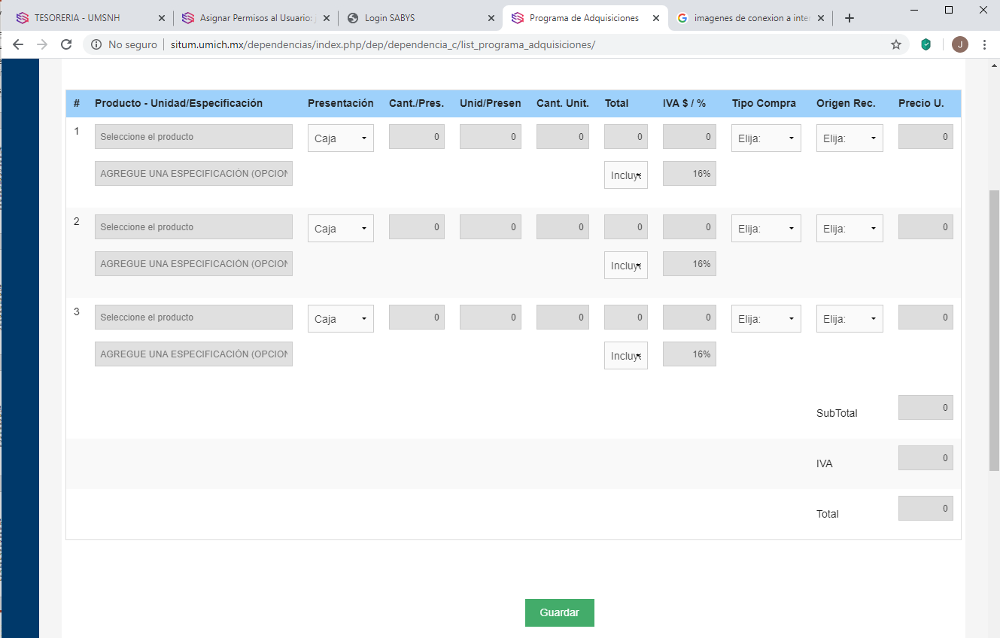 TESORERIA - UMSNH
Asignar Permisos al Usuario:
Login SABYS
Programa de Adquisiciones
imagenes de conexion a inte
No seguro
situm.umich.mx/dependencias/index.php/dep/dependencia_c/list_programa_adquisiciones/
J
# Producto - Unidad/Especificación Presentación Cant./Pres. Unid/Presen Cant. Unit. Total IVA $ / % Tipo Compra Origen Rec. Precio U.
1 Seleccione el producto Caja 0 0 0 0 0 Elija: Elija: 0
AGREGUE UNA ESPECIFICACIÓN (OPCION Incluye 16%
2 Seleccione el producto Caja 0 0 0 0 0 Elija: Elija: 0
AGREGUE UNA ESPECIFICACIÓN (OPCION Incluye 16%
3 Seleccione el producto Caja 0 0 0 0 0 Elija: Elija: 0
AGREGUE UNA ESPECIFICACIÓN (OPCION Incluye 16%
SubTotal 0
IVA 0
Total 0
Guardar